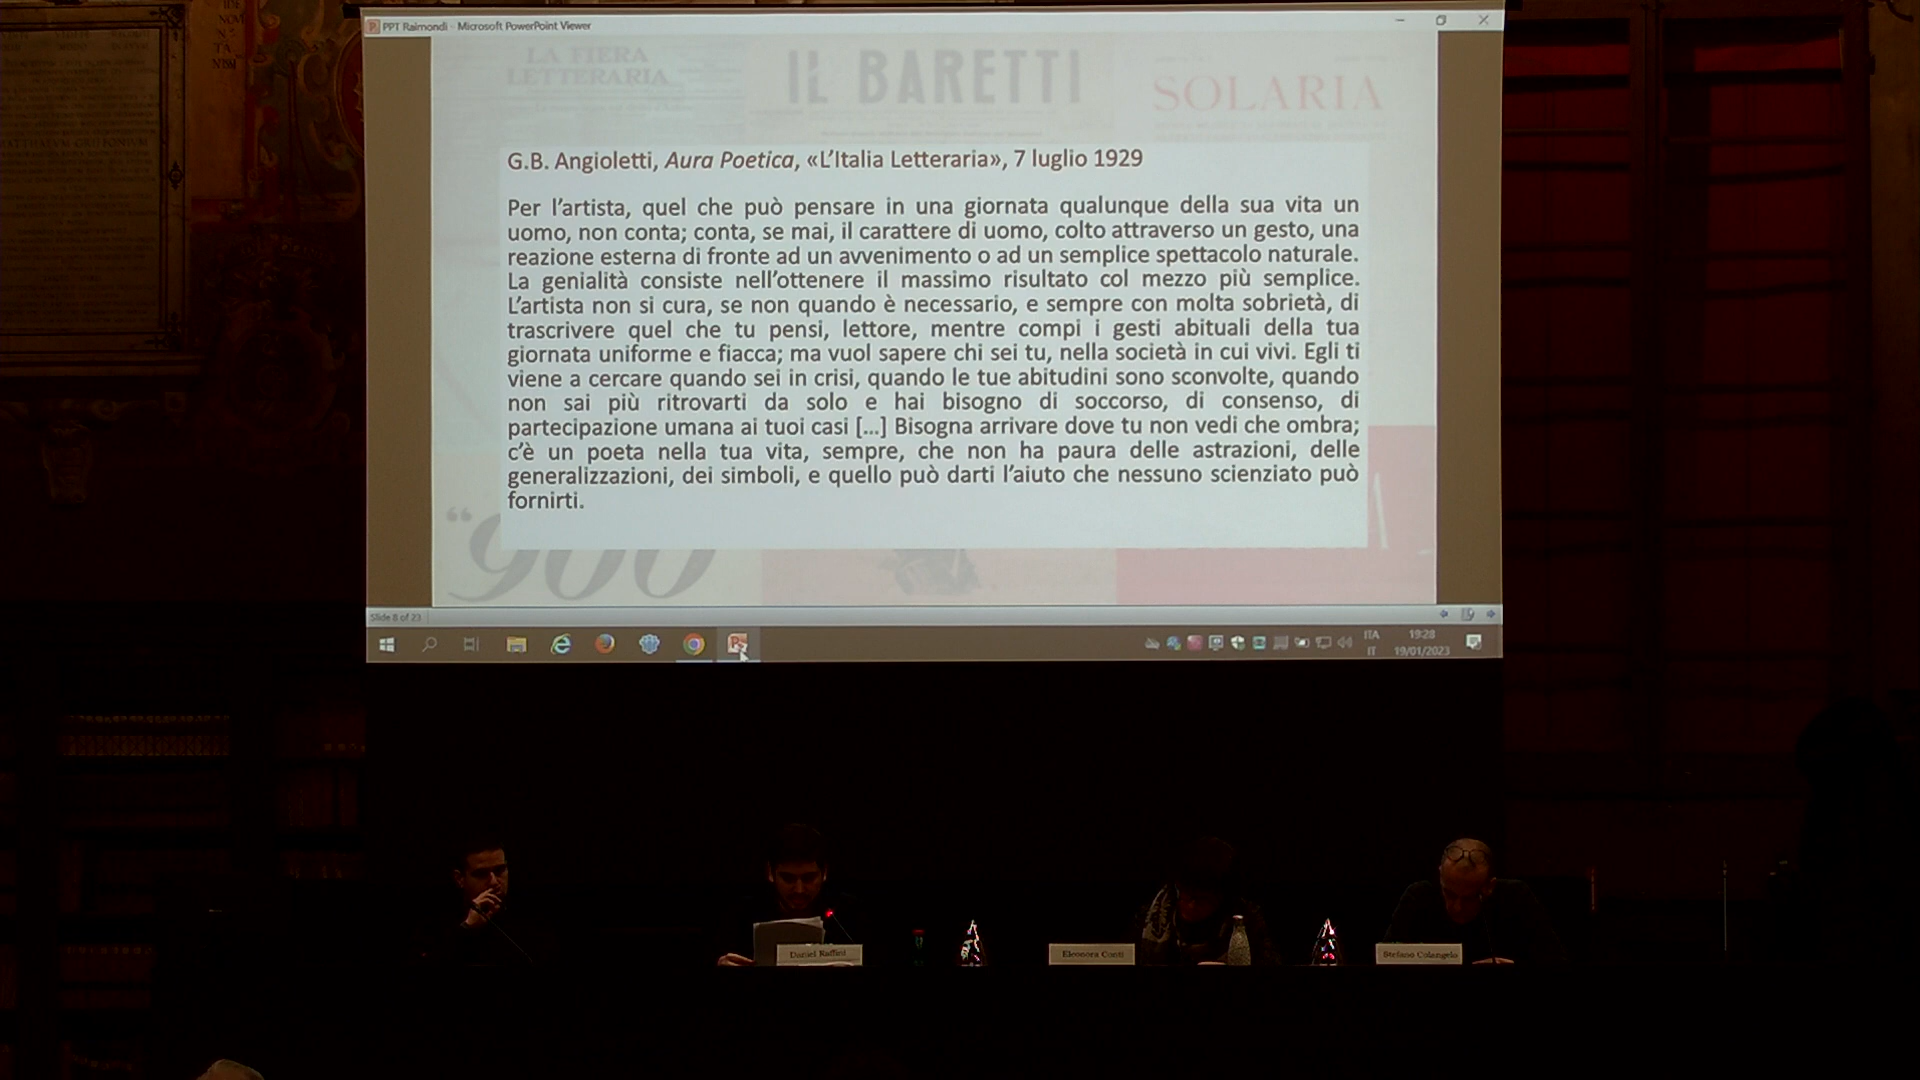 PPT Raimondi - Microsoft PowerPoint Viewer
LA FIERA
LETTERARIA
IL BARETTI
SOLARIA
G.B. Angioletti, Aura Poetica, «L’Italia Letteraria», 7 luglio 1929
Per l’artista, quel che può pensare in una giornata qualunque della sua vita un
uomo, non conta; conta, se mai, il carattere di uomo, colto attraverso un gesto, una
reazione esterna di fronte ad un avvenimento o ad un semplice spettacolo naturale.
La genialità consiste nell’ottenere il massimo risultato col mezzo più semplice.
L’artista non si cura, se non quando è necessario, e sempre con molta sobrietà, di
trascrivere quel che tu pensi, lettore, mentre compi i gesti abituali della tua
giornata uniforme e fiacca; ma vuol sapere chi sei tu, nella società in cui vivi. Egli ti
viene a cercare quando sei in crisi, quando le tue abitudini sono sconvolte, quando
non sai più ritrovarti da solo e hai bisogno di soccorso, di consenso, di
partecipazione umana ai tuoi casi [...] Bisogna arrivare dove tu non vedi che ombra;
c’è un poeta nella tua vita, sempre, che non ha paura delle astrazioni, delle
generalizzazioni, dei simboli, e quello può darti l’aiuto che nessuno scienziato può
fornirti.
“900
Slide 8 of 23
ITA
IT
19:28
19/01/2023
Daniel Raffini
Eleonora Conti
Stefano Colangelo